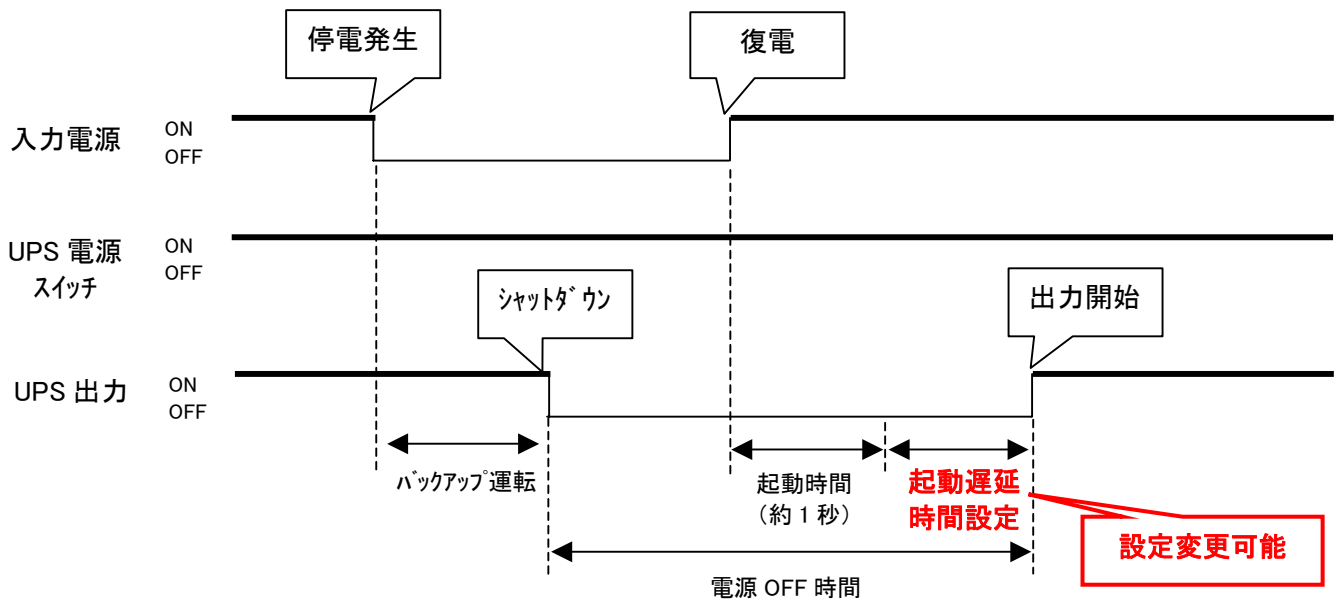 停電発生
復電
入力電源
ON
OFF
UPS 電源
スイッチ
ON
OFF
シャットダウン
出力開始
UPS 出力
ON
OFF
バックアップ運転
起動時間
（約 1 秒）
起動遅延
時間設定
設定変更可能
電源 OFF 時間